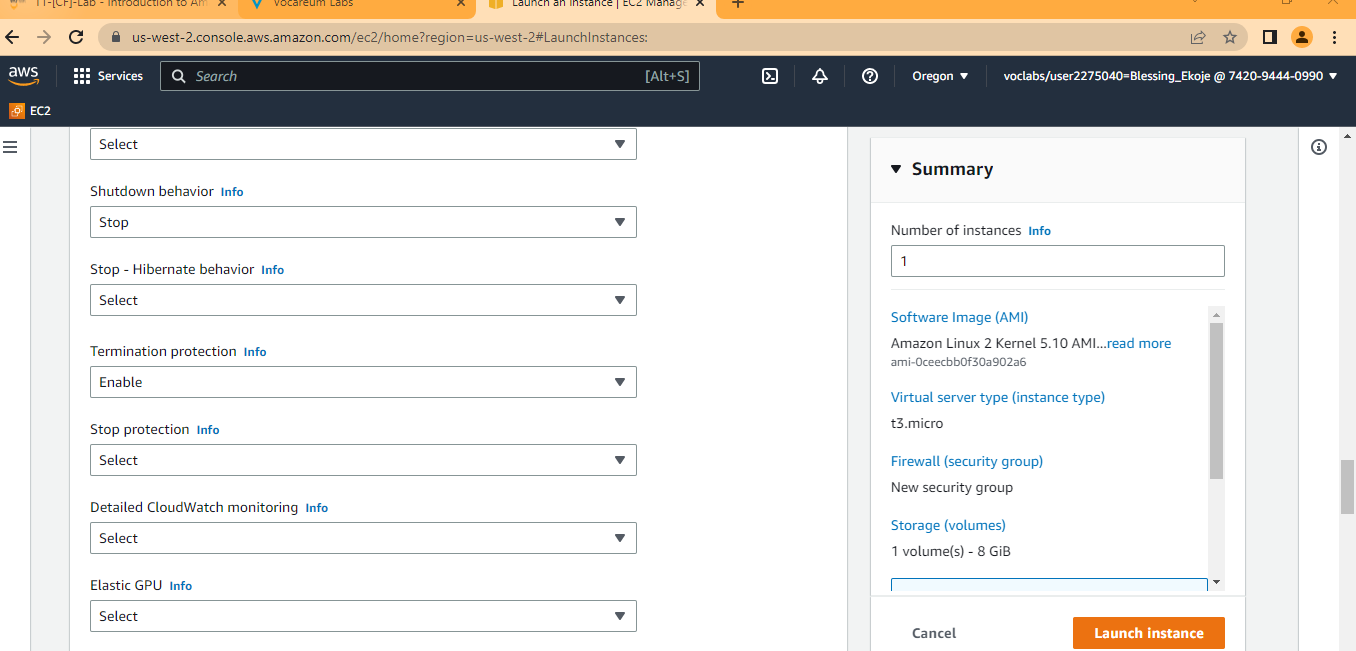 TT-[CF]-Lab - Introduction to Am
Vocareum Labs
Launch an instance | EC2 Manage
us-west-2.console.aws.amazon.com/ec2/home?region=us-west-2#LaunchInstances:
aws
Services
Search
[Alt+S]
Oregon
voclabs/user2275040=Blessing_Ekoje @ 7420-9444-0990
EC2
Select
Shutdown behavior Info
Stop
Stop - Hibernate behavior Info
Select
Termination protection Info
Enable
Stop protection Info
Select
Detailed CloudWatch monitoring Info
Select
Elastic GPU Info
Select
Summary
Number of instances Info
1
Software Image (AMI)
Amazon Linux 2 Kernel 5.10 AMI...read more
ami-0ceecbb0f30a902a6
Virtual server type (instance type)
t3.micro
Firewall (security group)
New security group
Storage (volumes)
1 volume(s) - 8 GiB
Cancel
Launch instance